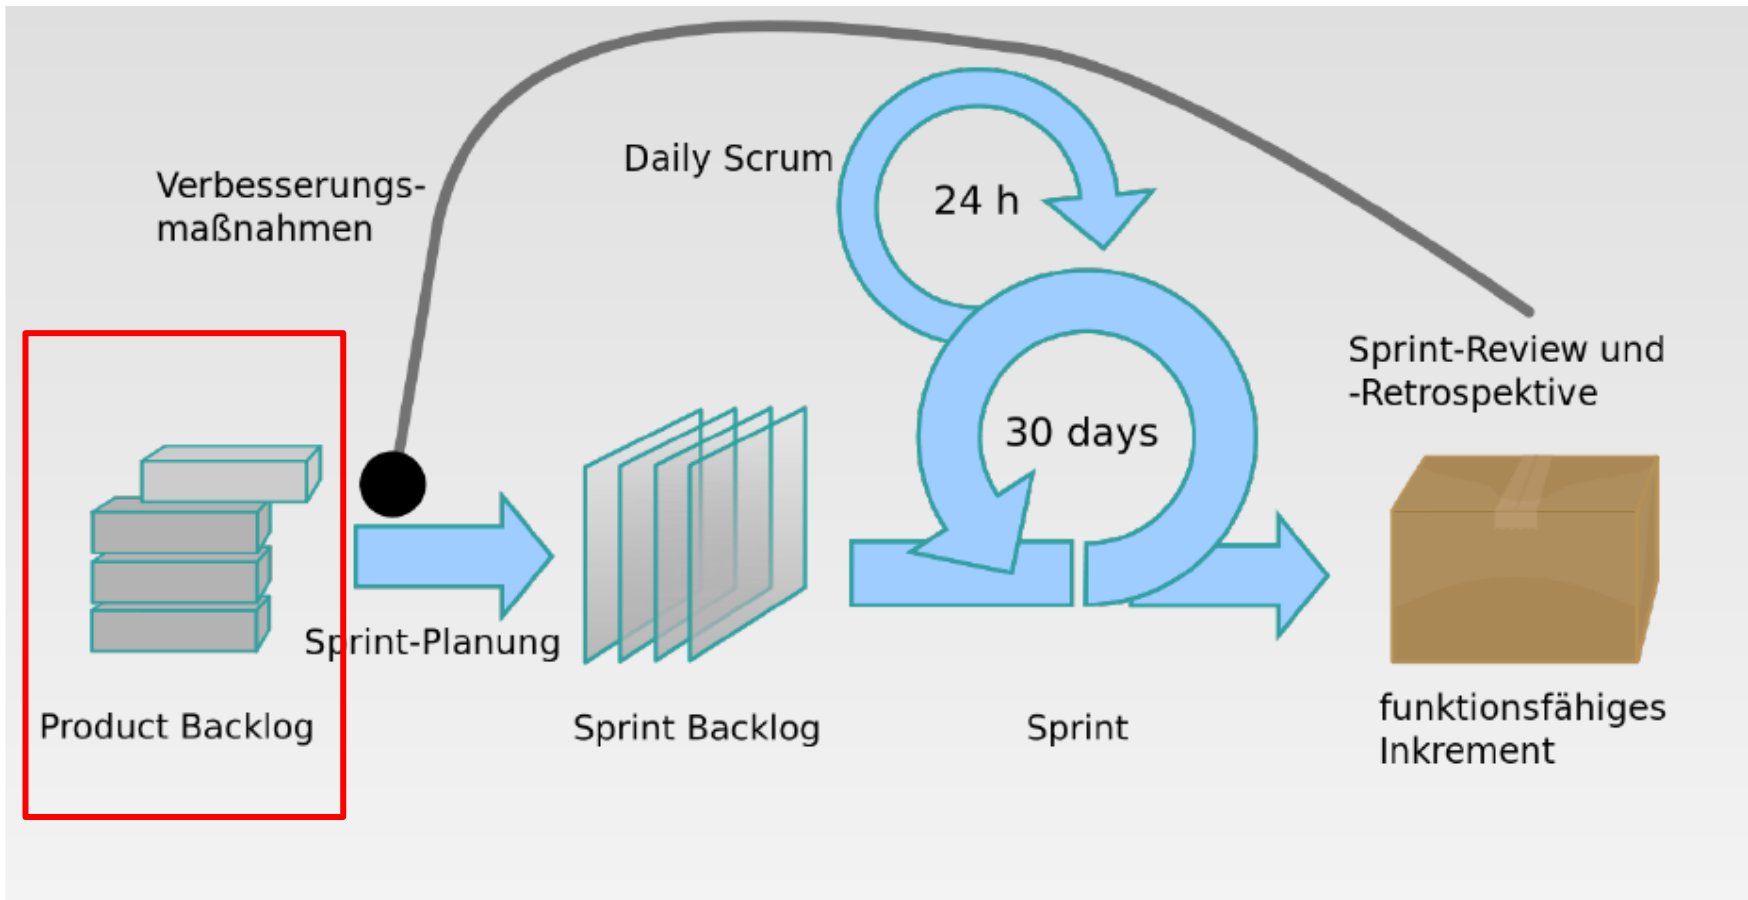 Daily Scrum
24 h
Verbesserungs-
maßnahmen
Sprint-Review und
-Retrospektive
30 days
Sprint-Planung
Product Backlog
Sprint Backlog
Sprint
funktionsfähiges
Inkrement